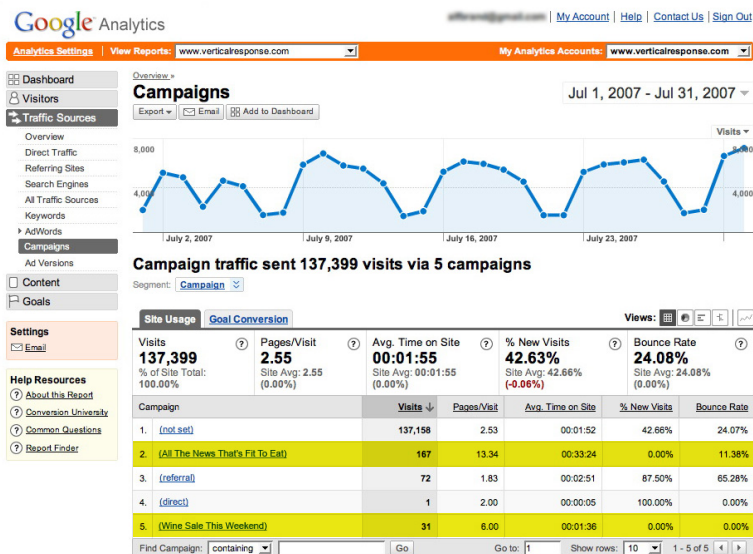 Google Analytics
My Account | Help | Contact Us | Sign Out
Analytics Settings | View Reports: www.verticalresponse.com My Analytics Accounts: www.verticalresponse.com
Dashboard
Visitors
Traffic Sources
Overview
Direct Traffic
Referring Sites
Search Engines
All Traffic Sources
Keywords
AdWords
Campaigns
Ad Versions
Content
Goals
Settings
Email
Help Resources
About this Report
Conversion University
Common Questions
Report Finder
Overview »
Campaigns
Jul 1, 2007 - Jul 31, 2007
Export Email Add to Dashboard
Visits
8,000 8,000
4,000 4,000
July 2, 2007 July 9, 2007 July 16, 2007 July 23, 2007
Campaign traffic sent 137,399 visits via 5 campaigns
Segment: Campaign
Site Usage Goal Conversion Views:
Visits ? Pages/Visit ? Avg. Time on Site ? % New Visits ? Bounce Rate ?
137,399 2.55 00:01:55 42.63% 24.08%
% of Site Total: Site Avg: 2.55 Site Avg: 00:01:55 Site Avg: 42.66% Site Avg: 24.08%
100.00% (0.00%) (0.00%) (-0.06%) (0.00%)
Campaign Visits ↓ Pages/Visit Avg. Time on Site % New Visits Bounce Rate
1. (not set) 137,158 2.53 00:01:52 42.66% 24.07%
2. (All The News That's Fit To Eat) 167 13.34 00:33:24 0.00% 11.38%
3. (referral) 72 1.83 00:02:51 87.50% 65.28%
4. (direct) 1 2.00 00:00:05 100.00% 0.00%
5. (Wine Sale This Weekend) 31 6.00 00:01:36 0.00% 0.00%
Find Campaign: containing Go Go to: 1 Show rows: 10 1 - 5 of 5